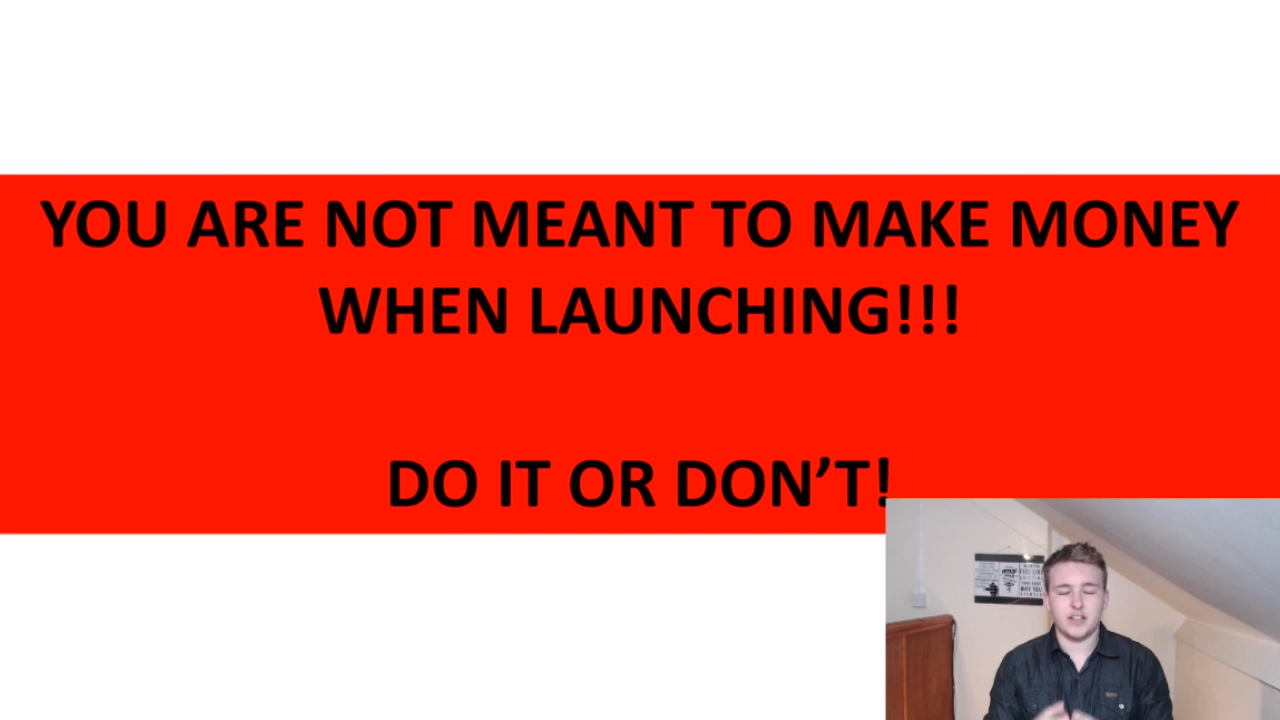 YOU ARE NOT MEANT TO MAKE MONEY
WHEN LAUNCHING!!!
DO IT OR DON’T!